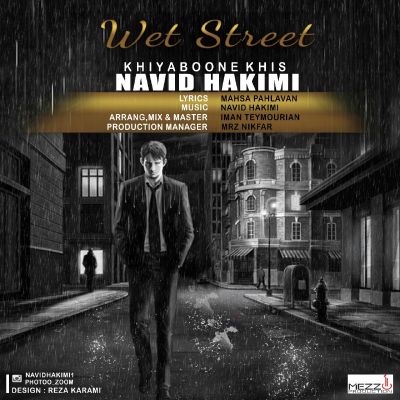 Wet Street
KHIYABOONE KHIS
NAVID HAKIMI
LYRICS MAHSA PAHLAVAN
MUSIC NAVID HAKIMI
ARRANG,MIX & MASTER IMAN TEYMOURIAN
PRODUCTION MANAGER MRZ NIKFAR
NAVIDHAKIMI1
PHOTOO_ZOOM
DESIGN : REZA KARAMI
MEZZO
PRODUCTION